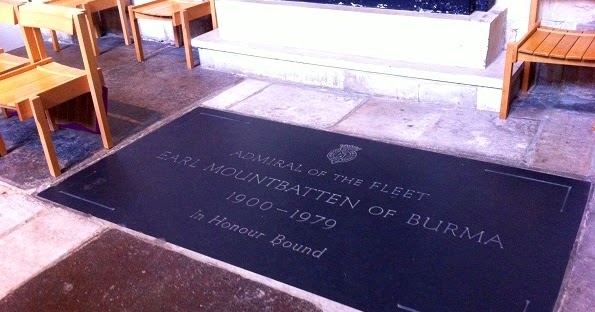 ADMIRAL OF THE FLEET
EARL MOUNTBATTEN OF BURMA
1900–1979
In Honour Bound